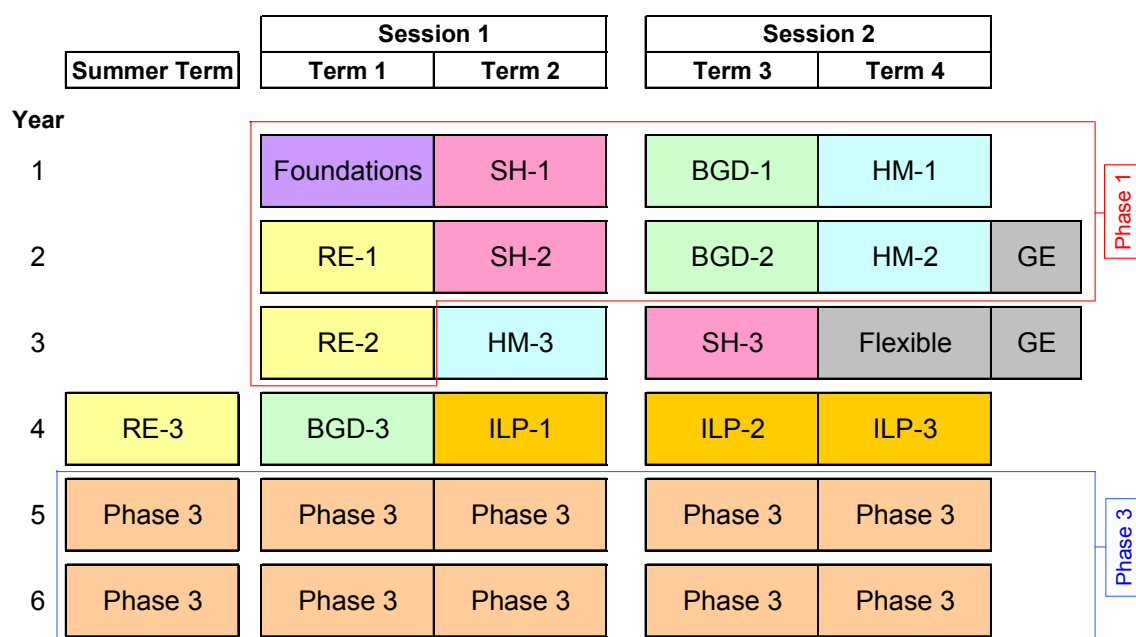 Session 1 Session 2
Summer Term Term 1 Term 2 Term 3 Term 4
Year
1 Foundations SH-1 BGD-1 HM-1
Phase 1
2 RE-1 SH-2 BGD-2 HM-2 GE
3 RE-2 HM-3 SH-3 Flexible GE
4 RE-3 BGD-3 ILP-1 ILP-2 ILP-3
5 Phase 3 Phase 3 Phase 3 Phase 3 Phase 3
Phase 3
6 Phase 3 Phase 3 Phase 3 Phase 3 Phase 3